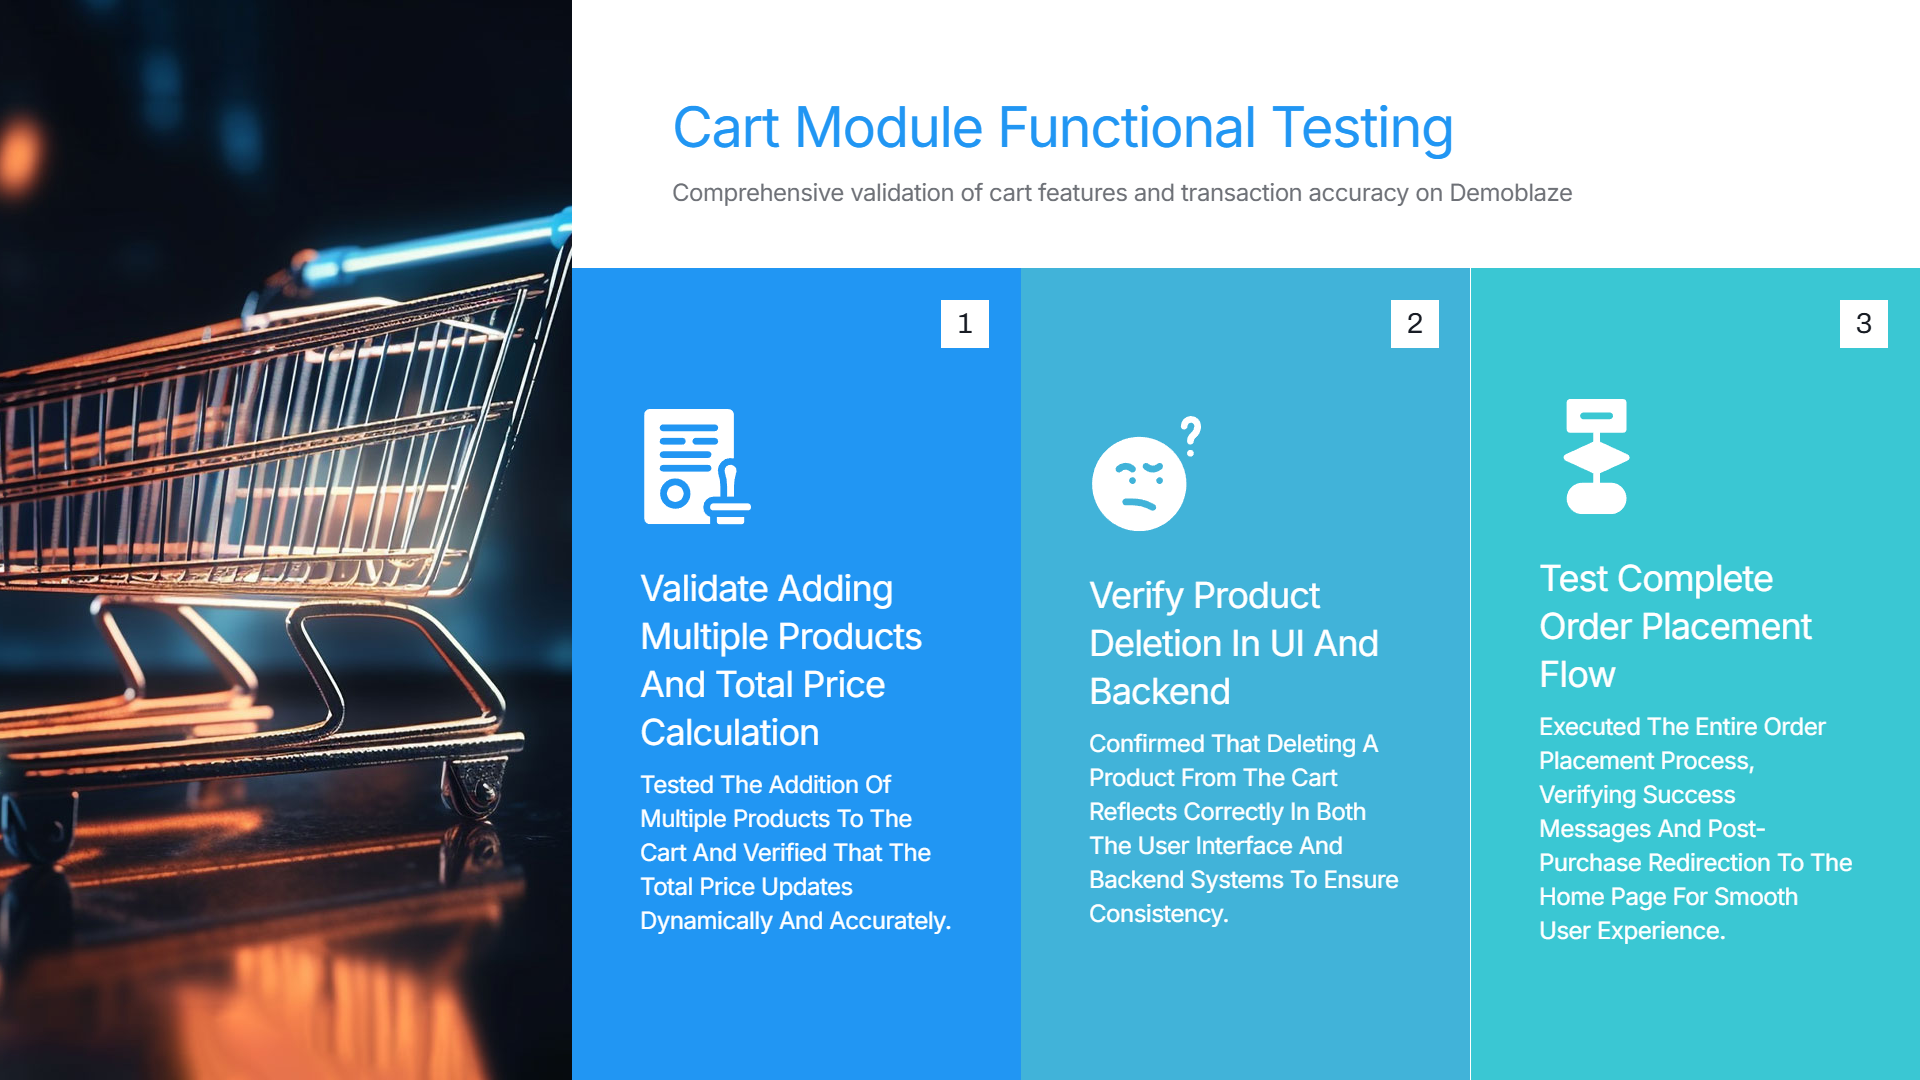 Cart Module Functional Testing
Comprehensive validation of cart features and transaction accuracy on Demoblaze
1
Validate Adding
Multiple Products
And Total Price
Calculation
Tested The Addition Of
Multiple Products To The
Cart And Verified That The
Total Price Updates
Dynamically And Accurately.
2
?
Verify Product
Deletion In UI And
Backend
Confirmed That Deleting A
Product From The Cart
Reflects Correctly In Both
The User Interface And
Backend Systems To Ensure
Consistency.
3
Test Complete
Order Placement
Flow
Executed The Entire Order
Placement Process,
Verifying Success
Messages And Post-
Purchase Redirection To The
Home Page For Smooth
User Experience.